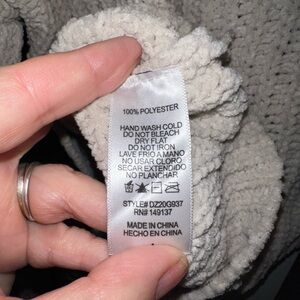 100% POLYESTER
HAND WASH COLD
DO NOT BLEACH
DRY FLAT
DO NOT IRON
LAVE FRIO A MANO
NO USAR CLORO
SECAR EXTENDIDO
NO PLANCHAR
STYLE# DZ20G937
RN# 149137
MADE IN CHINA
HECHO EN CHINA